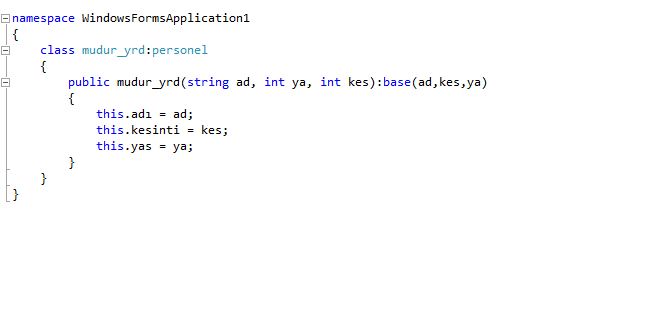 namespace WindowsFormsApplication1
{
class mudur_yrd:personel
{
public mudur_yrd(string ad, int ya, int kes):base(ad,kes,ya)
{
this.adı = ad;
this.kesinti = kes;
this.yas = ya;
}
}
}